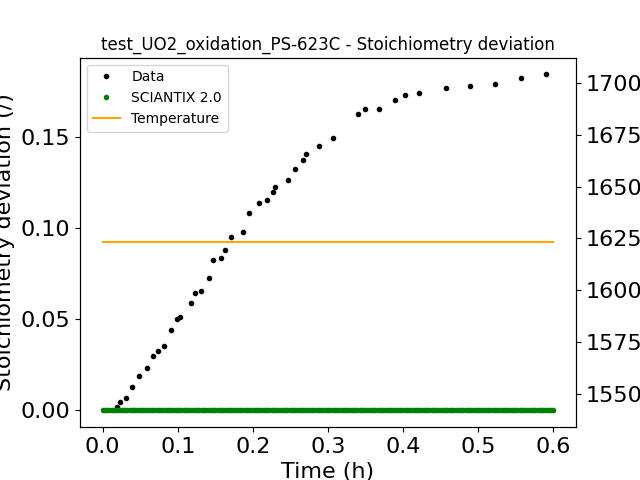 test_UO2_oxidation_PS-623C - Stoichiometry deviation
Data
SCIANTIX 2.0
Temperature
Stoichiometry deviation (/)
0.15
0.10
0.05
0.00
1700
1675
1650
1625
1600
1575
1550
0.0 0.1 0.2 0.3 0.4 0.5 0.6
Time (h)